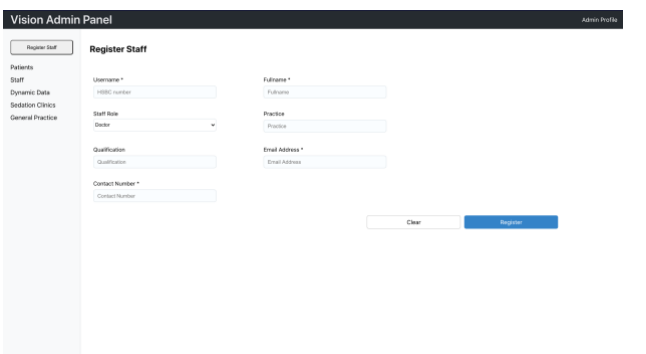 Vision Admin Panel
Admin Profile
Register Staff
Patients
Staff
Dynamic Data
Sedation Clinics
General Practice
Register Staff
Username *
HSBC number
Fullname *
Fullname
Staff Role
Doctor
Practice
Practice
Qualification
Qualification
Email Address *
Email Address
Contact Number *
Contact Number
Clear
Register